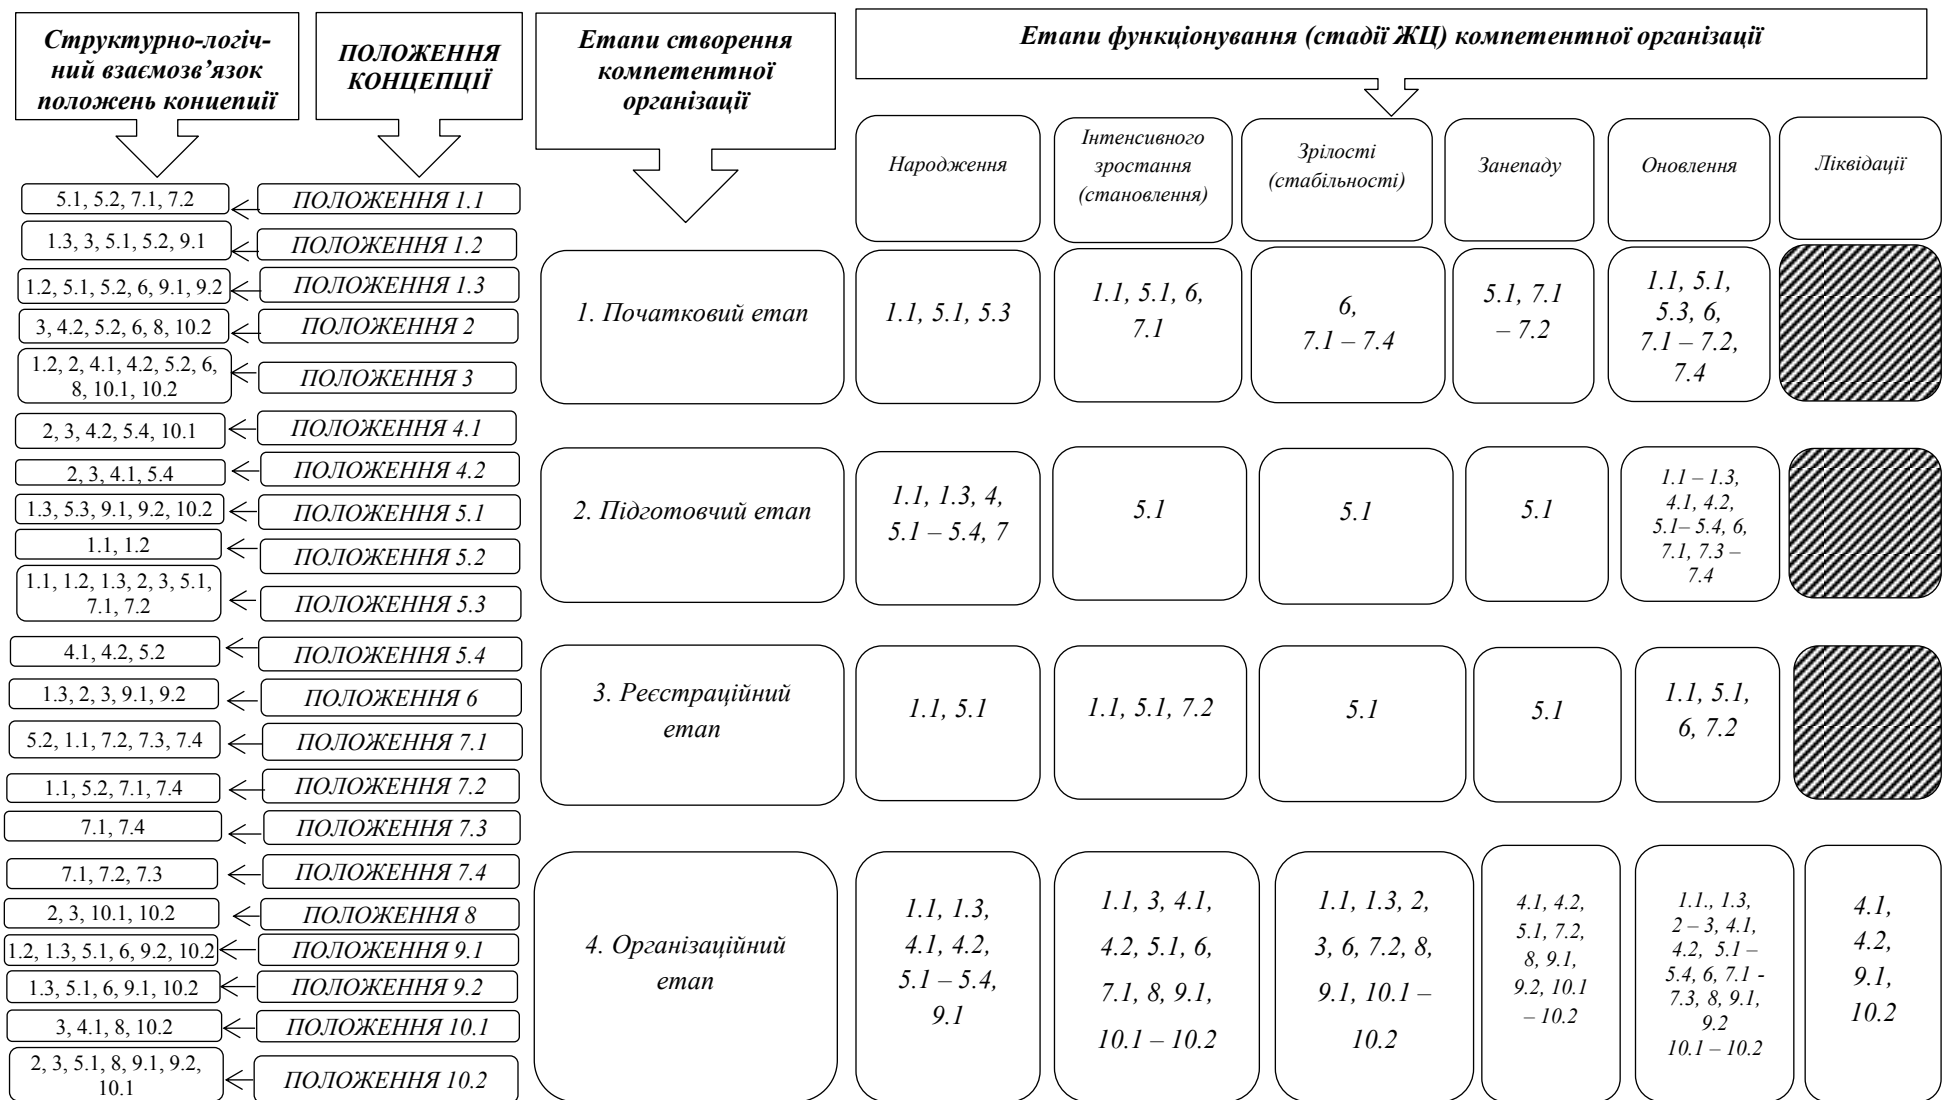 Структурно-логіч-
ний взаємозв’язок
положень кониепиії
ПОЛОЖЕННЯ
КОНЦЕПЦІЇ
Етапи створення
компетентної
організації
Етапи функціонування (стадії ЖЦ) компетентної організації
Народження
Інтенсивного
зростання
(становлення)
Зрілості
(стабільності)
Занепаду
Оновлення
Ліквідації
5.1, 5.2, 7.1, 7.2
ПОЛОЖЕННЯ 1.1
1.3, 3, 5.1, 5.2, 9.1
ПОЛОЖЕННЯ 1.2
1.2, 5.1, 5.2, 6, 9.1, 9.2
ПОЛОЖЕННЯ 1.3
3, 4.2, 5.2, 6, 8, 10.2
ПОЛОЖЕННЯ 2
1.2, 2, 4.1, 4.2, 5.2, 6,
8, 10.1, 10.2
ПОЛОЖЕННЯ 3
2, 3, 4.2, 5.4, 10.1
ПОЛОЖЕННЯ 4.1
2, 3, 4.1, 5.4
ПОЛОЖЕННЯ 4.2
1.3, 5.3, 9.1, 9.2, 10.2
ПОЛОЖЕННЯ 5.1
1.1, 1.2
ПОЛОЖЕННЯ 5.2
1.1, 1.2, 1.3, 2, 3, 5.1,
7.1, 7.2
ПОЛОЖЕННЯ 5.3
4.1, 4.2, 5.2
ПОЛОЖЕННЯ 5.4
1.3, 2, 3, 9.1, 9.2
ПОЛОЖЕННЯ 6
5.2, 1.1, 7.2, 7.3, 7.4
ПОЛОЖЕННЯ 7.1
1.1, 5.2, 7.1, 7.4
ПОЛОЖЕННЯ 7.2
7.1, 7.4
ПОЛОЖЕННЯ 7.3
7.1, 7.2, 7.3
ПОЛОЖЕННЯ 7.4
2, 3, 10.1, 10.2
ПОЛОЖЕННЯ 8
1.2, 1.3, 5.1, 6, 9.2, 10.2
ПОЛОЖЕННЯ 9.1
1.3, 5.1, 6, 9.1, 10.2
ПОЛОЖЕННЯ 9.2
3, 4.1, 8, 10.2
ПОЛОЖЕННЯ 10.1
2, 3, 5.1, 8, 9.1, 9.2,
10.1
ПОЛОЖЕННЯ 10.2
1. Початковий етап
1.1, 5.1, 5.3
1.1, 5.1, 6,
7.1
6,
7.1 – 7.4
5.1, 7.1
– 7.2
1.1, 5.1,
5.3, 6,
7.1 – 7.2,
7.4
2. Підготовчий етап
1.1, 1.3, 4,
5.1 – 5.4, 7
5.1
5.1
5.1
1.1 – 1.3,
4.1, 4.2,
5.1– 5.4, 6,
7.1, 7.3 –
7.4
3. Реєстраційний
етап
1.1, 5.1
1.1, 5.1, 7.2
5.1
5.1
1.1, 5.1,
6, 7.2
4. Організаційний
етап
1.1, 1.3,
4.1, 4.2,
5.1 – 5.4,
9.1
1.1, 3, 4.1,
4.2, 5.1, 6,
7.1, 8, 9.1,
10.1 – 10.2
1.1, 1.3, 2,
3, 6, 7.2, 8,
9.1, 10.1 –
10.2
4.1, 4.2,
5.1, 7.2,
8, 9.1,
9.2, 10.1
– 10.2
1.1., 1.3,
2 – 3, 4.1,
4.2, 5.1 –
5.4, 6, 7.1 -
7.3, 8, 9.1,
9.2
10.1 – 10.2
4.1,
4.2,
9.1,
10.2